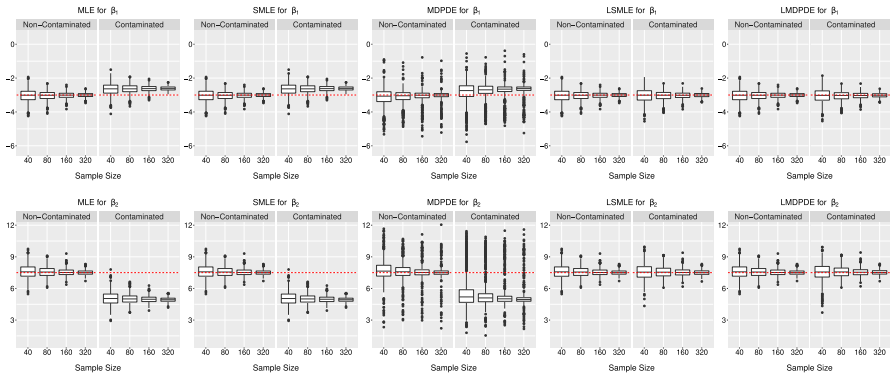 MLE for β1 SMLE for β1 MDPDE for β1 LSMLE for β1 LMDPDE for β1
Non−Contaminated Contaminated Non−Contaminated Contaminated Non−Contaminated Contaminated Non−Contaminated Contaminated Non−Contaminated Contaminated
0 0 0 0 0
−2 −2 −2 −2 −2
−4 −4 −4 −4 −4
−6 −6 −6 −6 −6
40 80 160 320 40 80 160 320 40 80 160 320 40 80 160 320 40 80 160 320 40 80 160 320 40 80 160 320 40 80 160 320 40 80 160 320 40 80 160 320
Sample Size Sample Size Sample Size Sample Size Sample Size
MLE for β2 SMLE for β2 MDPDE for β2 LSMLE for β2 LMDPDE for β2
Non−Contaminated Contaminated Non−Contaminated Contaminated Non−Contaminated Contaminated Non−Contaminated Contaminated Non−Contaminated Contaminated
12 12 12 12 12
9 9 9 9 9
6 6 6 6 6
3 3 3 3 3
40 80 160 320 40 80 160 320 40 80 160 320 40 80 160 320 40 80 160 320 40 80 160 320 40 80 160 320 40 80 160 320 40 80 160 320 40 80 160 320
Sample Size Sample Size Sample Size Sample Size Sample Size